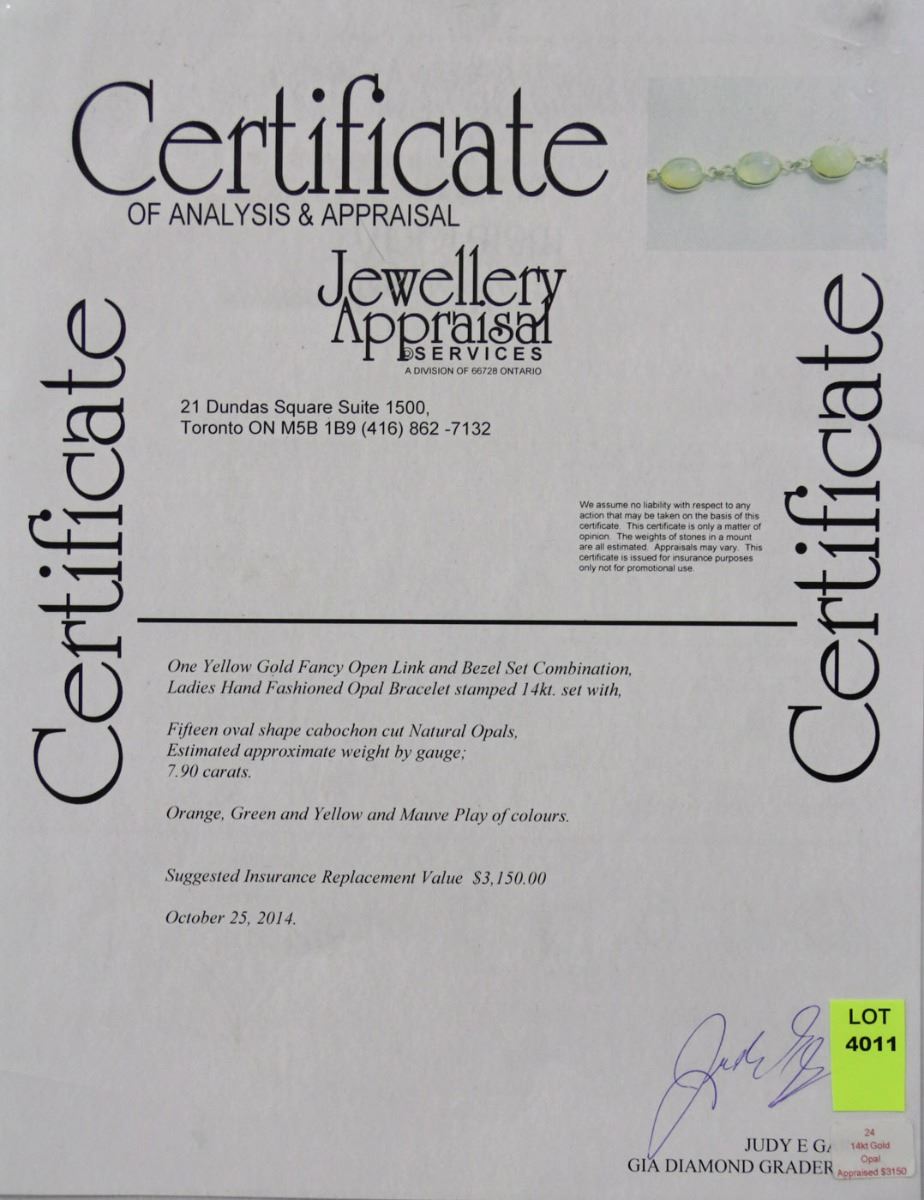 Certificate
OF ANALYSIS & APPRAISAL
Jewellery
Appraisal
SERVICES
A DIVISION OF 66728 ONTARIO
21 Dundas Square Suite 1500,
Toronto ON M5B 1B9 (416) 862 -7132
Certificate
Certificate
We assume no liability with respect to any
action that may be taken on the basis of this
certificate. This certificate is only a matter of
opinion. The weights of stones in a mount
are all estimated. Appraisals may vary. This
certificate is issued for insurance purposes
only not for promotional use.
One Yellow Gold Fancy Open Link and Bezel Set Combination,
Ladies Hand Fashioned Opal Bracelet stamped 14kt. set with,
Fifteen oval shape cabochon cut Natural Opals,
Estimated approximate weight by gauge;
7.90 carats.
Orange, Green and Yellow and Mauve Play of colours.
Suggested Insurance Replacement Value $3,150.00
October 25, 2014.
LOT
4011
JUDY E
GIA DIAMOND GRADER
24
14kt Gold
Opal
Appraised $3150